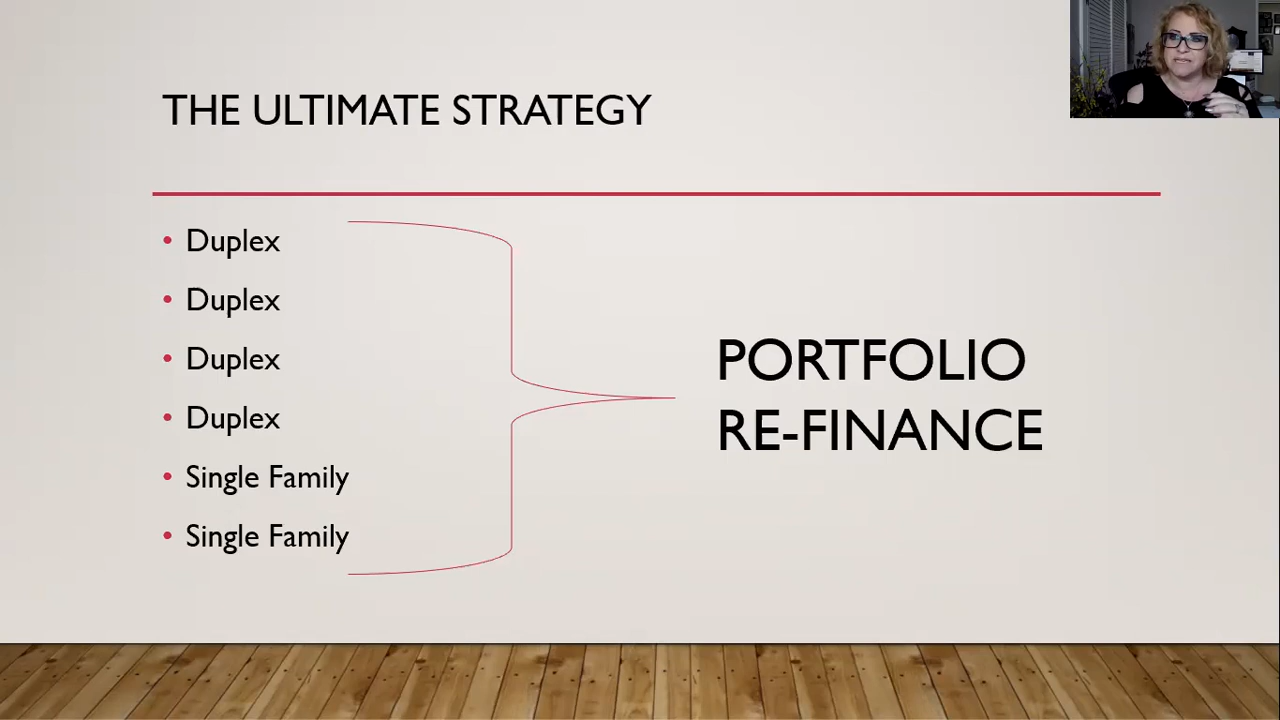 THE ULTIMATE STRATEGY
• Duplex
• Duplex
• Duplex
• Duplex
• Single Family
• Single Family
PORTFOLIO
RE-FINANCE